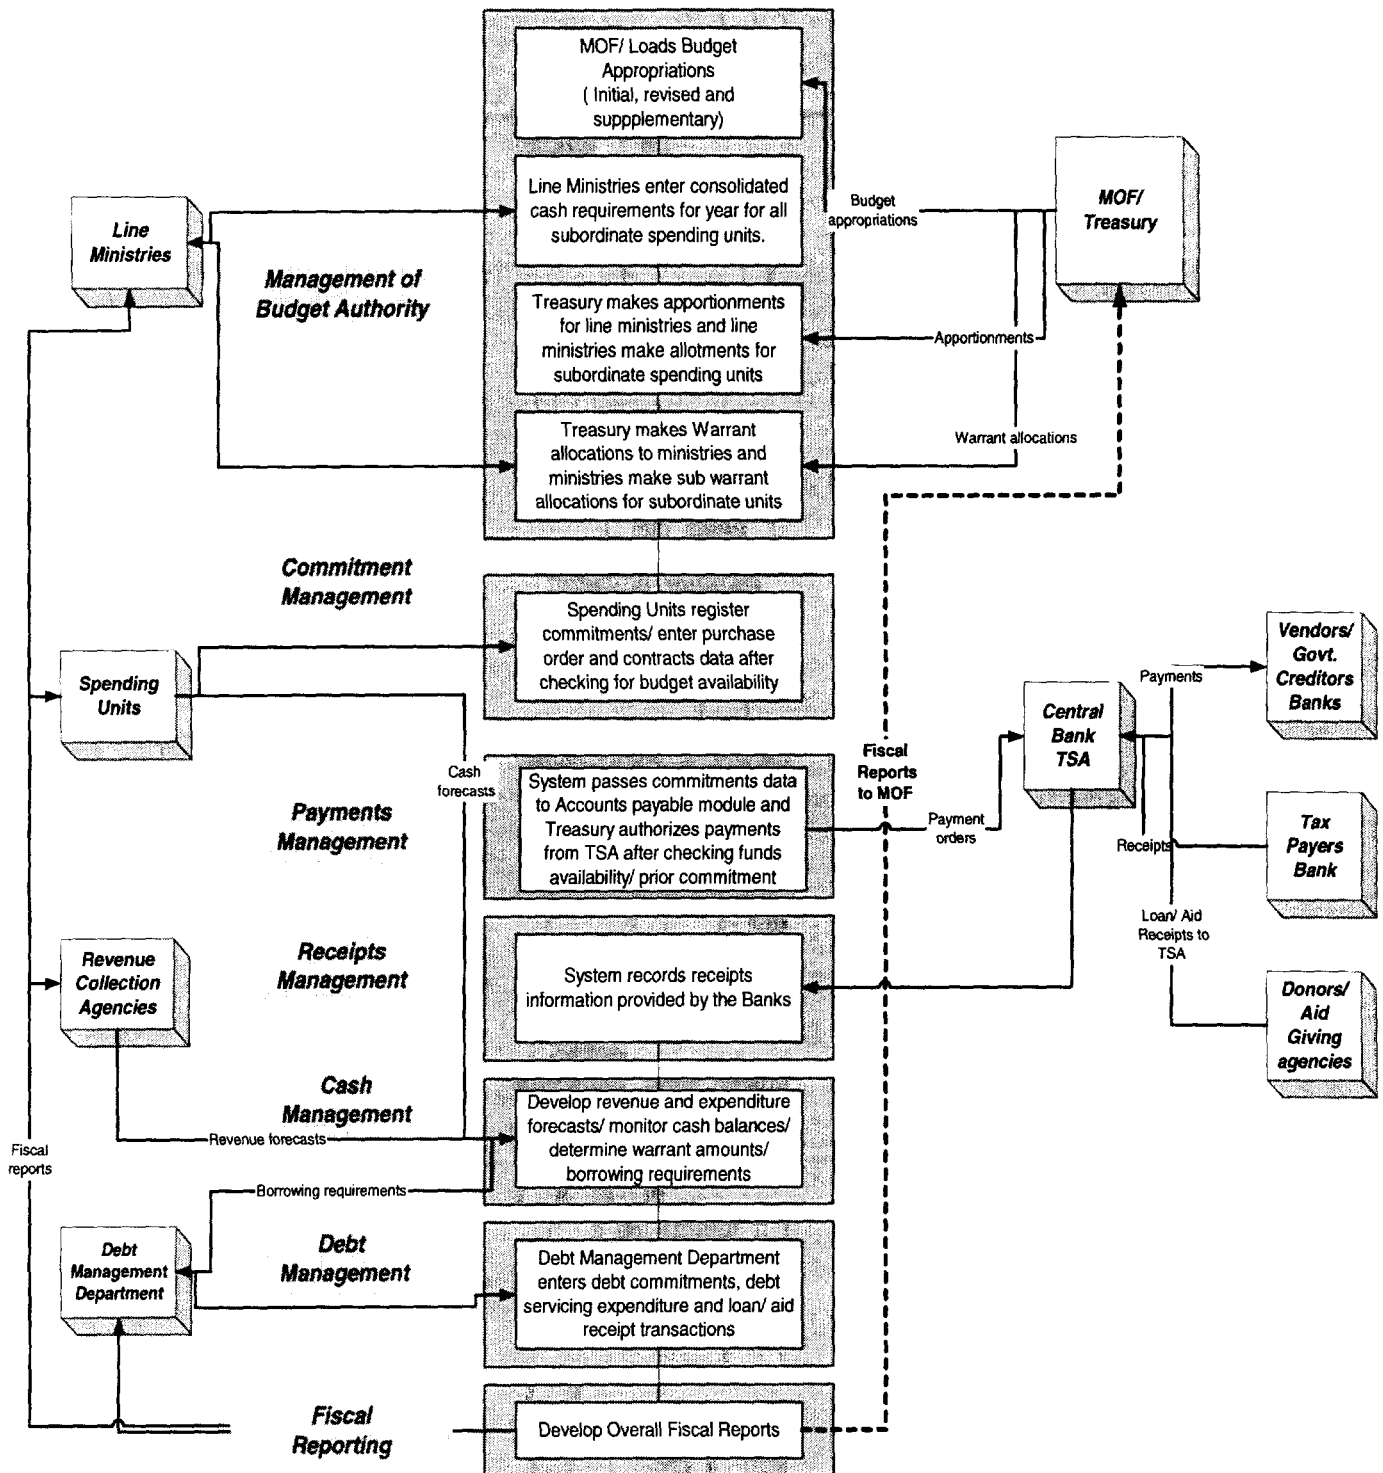 MOF/ Loads Budget
Appropriations
( Initial, revised and
suppplementary)
Line Ministries enter consolidated
cash requirements for year for all
subordinate spending units.
Budget
appropriations
MOF/
Treasury
Line
Ministries
Management of
Budget Authority
Treasury makes apportionments
for line ministries and line
ministries make allotments for
subordinate spending units
Apportionments
Treasury makes Warrant
allocations to ministries and
ministries make sub warrant
allocations for subordinate units
Warrant allocations
Commitment
Management
Spending Units register
commitments/ enter purchase
order and contracts data after
checking for budget availability
Spending
Units
Vendors/
Govt.
Creditors
Banks
Payments
Central
Bank
TSA
Cash
forecasts
Fiscal
Reports
to MOF
Payments
Management
System passes commitments data
to Accounts payable module and
Treasury authorizes payments
from TSA after checking funds
availability/ prior commitment
Payment
orders
Receipts
Tax
Payers
Bank
Loan/ Aid
Receipts to
TSA
Receipts
Management
Revenue
Collection
Agencies
System records receipts
information provided by the Banks
Donors/
Aid
Giving
agencies
Cash
Management
Develop revenue and expenditure
forecasts/ monitor cash balances/
determine warrant amounts/
borrowing requirements
Revenue forecasts
Fiscal
reports
Borrowing requirements
Debt
Management
Debt
Management
Department
Debt Management Department
enters debt commitments, debt
servicing expenditure and loan/ aid
receipt transactions
Fiscal
Reporting
Develop Overall Fiscal Reports